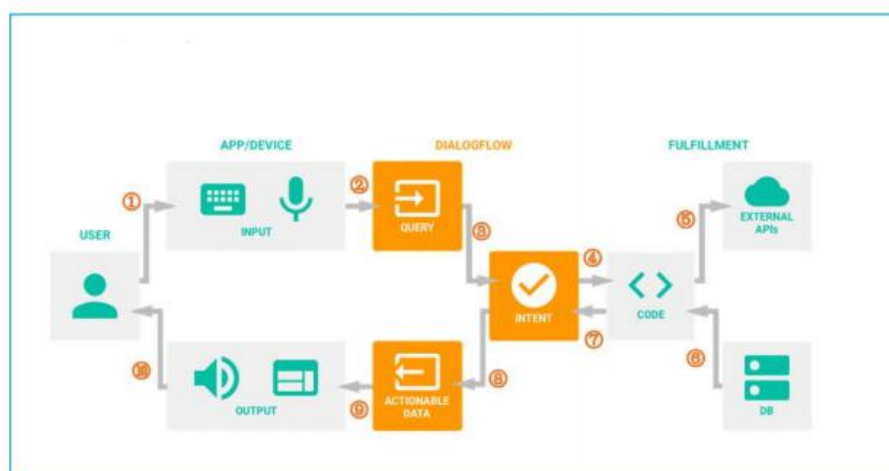 APP/DEVICE
DIALOGFLOW
FULFILLMENT
①
②
INPUT
QUERY
③
④
⑤
EXTERNAL
APIs
USER
INTENT
CODE
⑦
⑥
⑩
OUTPUT
⑨
ACTIONABLE
DATA
⑧
DB